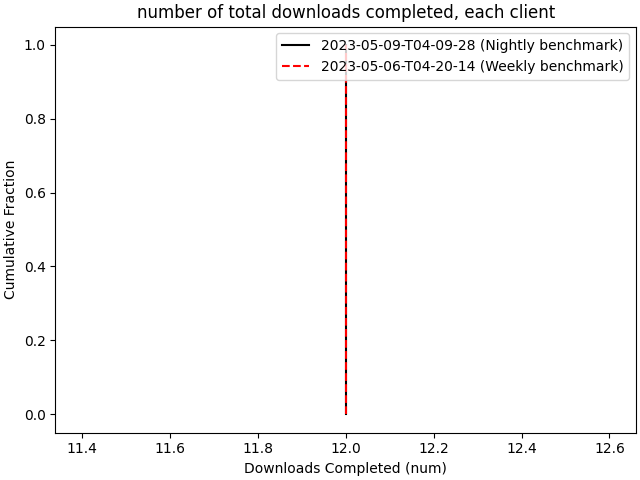 number of total downloads completed, each client
1.0
0.8
0.6
0.4
0.2
0.0
Cumulative Fraction
2023-05-09-T04-09-28 (Nightly benchmark)
2023-05-06-T04-20-14 (Weekly benchmark)
11.4 11.6 11.8 12.0 12.2 12.4 12.6
Downloads Completed (num)